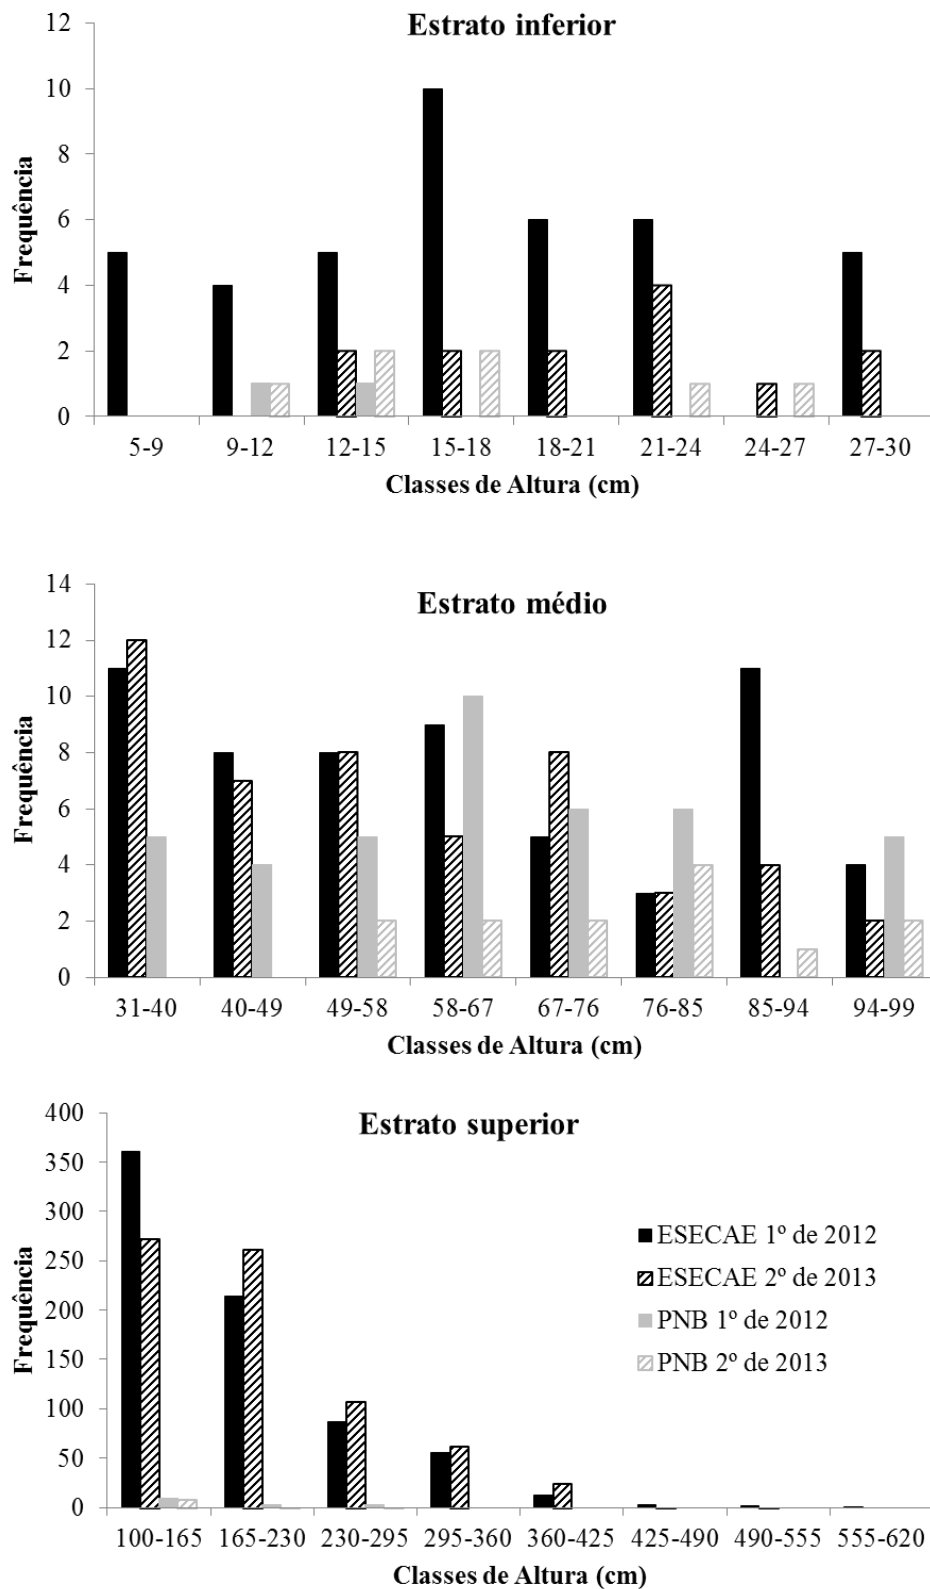 Estrato inferior
12
10
8
6
4
2
0
Frequência
5-9 9-12 12-15 15-18 18-21 21-24 24-27 27-30
Classes de Altura (cm)
Estrato médio
14
12
10
8
6
4
2
0
Frequência
31-40 40-49 49-58 58-67 67-76 76-85 85-94 94-99
Classes de Altura (cm)
Estrato superior
400
350
300
250
200
150
100
50
0
Frequência
ESECAE 1º de 2012
ESECAE 2º de 2013
PNB 1º de 2012
PNB 2º de 2013
100-165 165-230 230-295 295-360 360-425 425-490 490-555 555-620
Classes de Altura (cm)